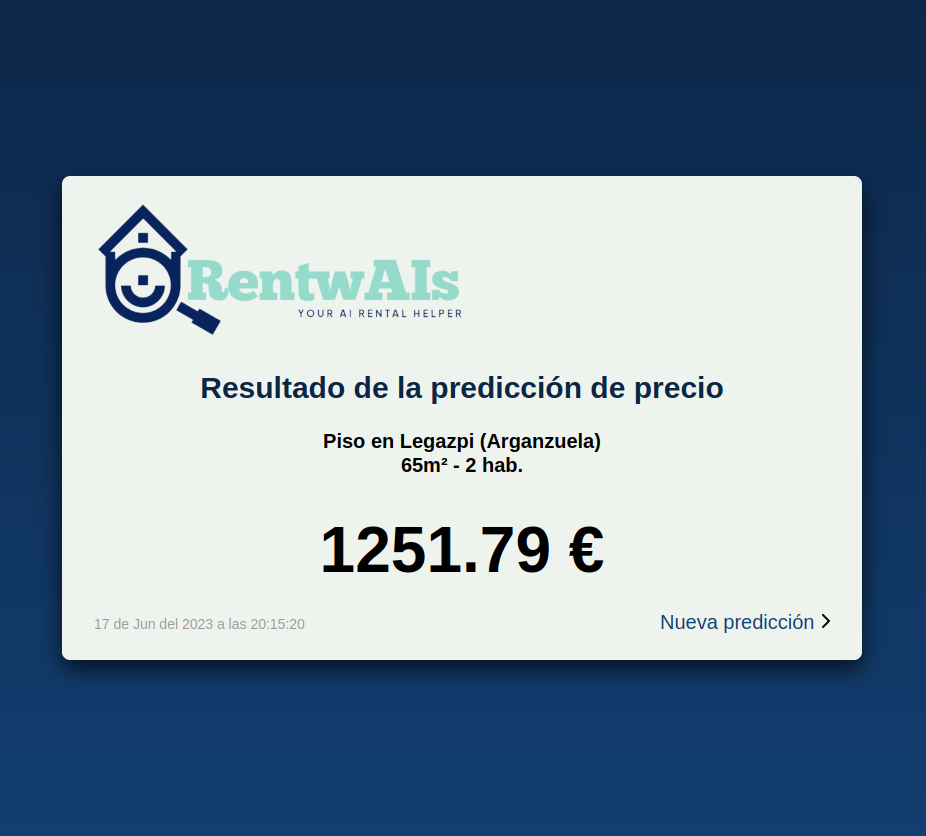 RentwAIs
YOUR AI RENTAL HELPER
Resultado de la predicción de precio
Piso en Legazpi (Arganzuela)
65m² - 2 hab.
1251.79 €
17 de Jun del 2023 a las 20:15:20
Nueva predicción